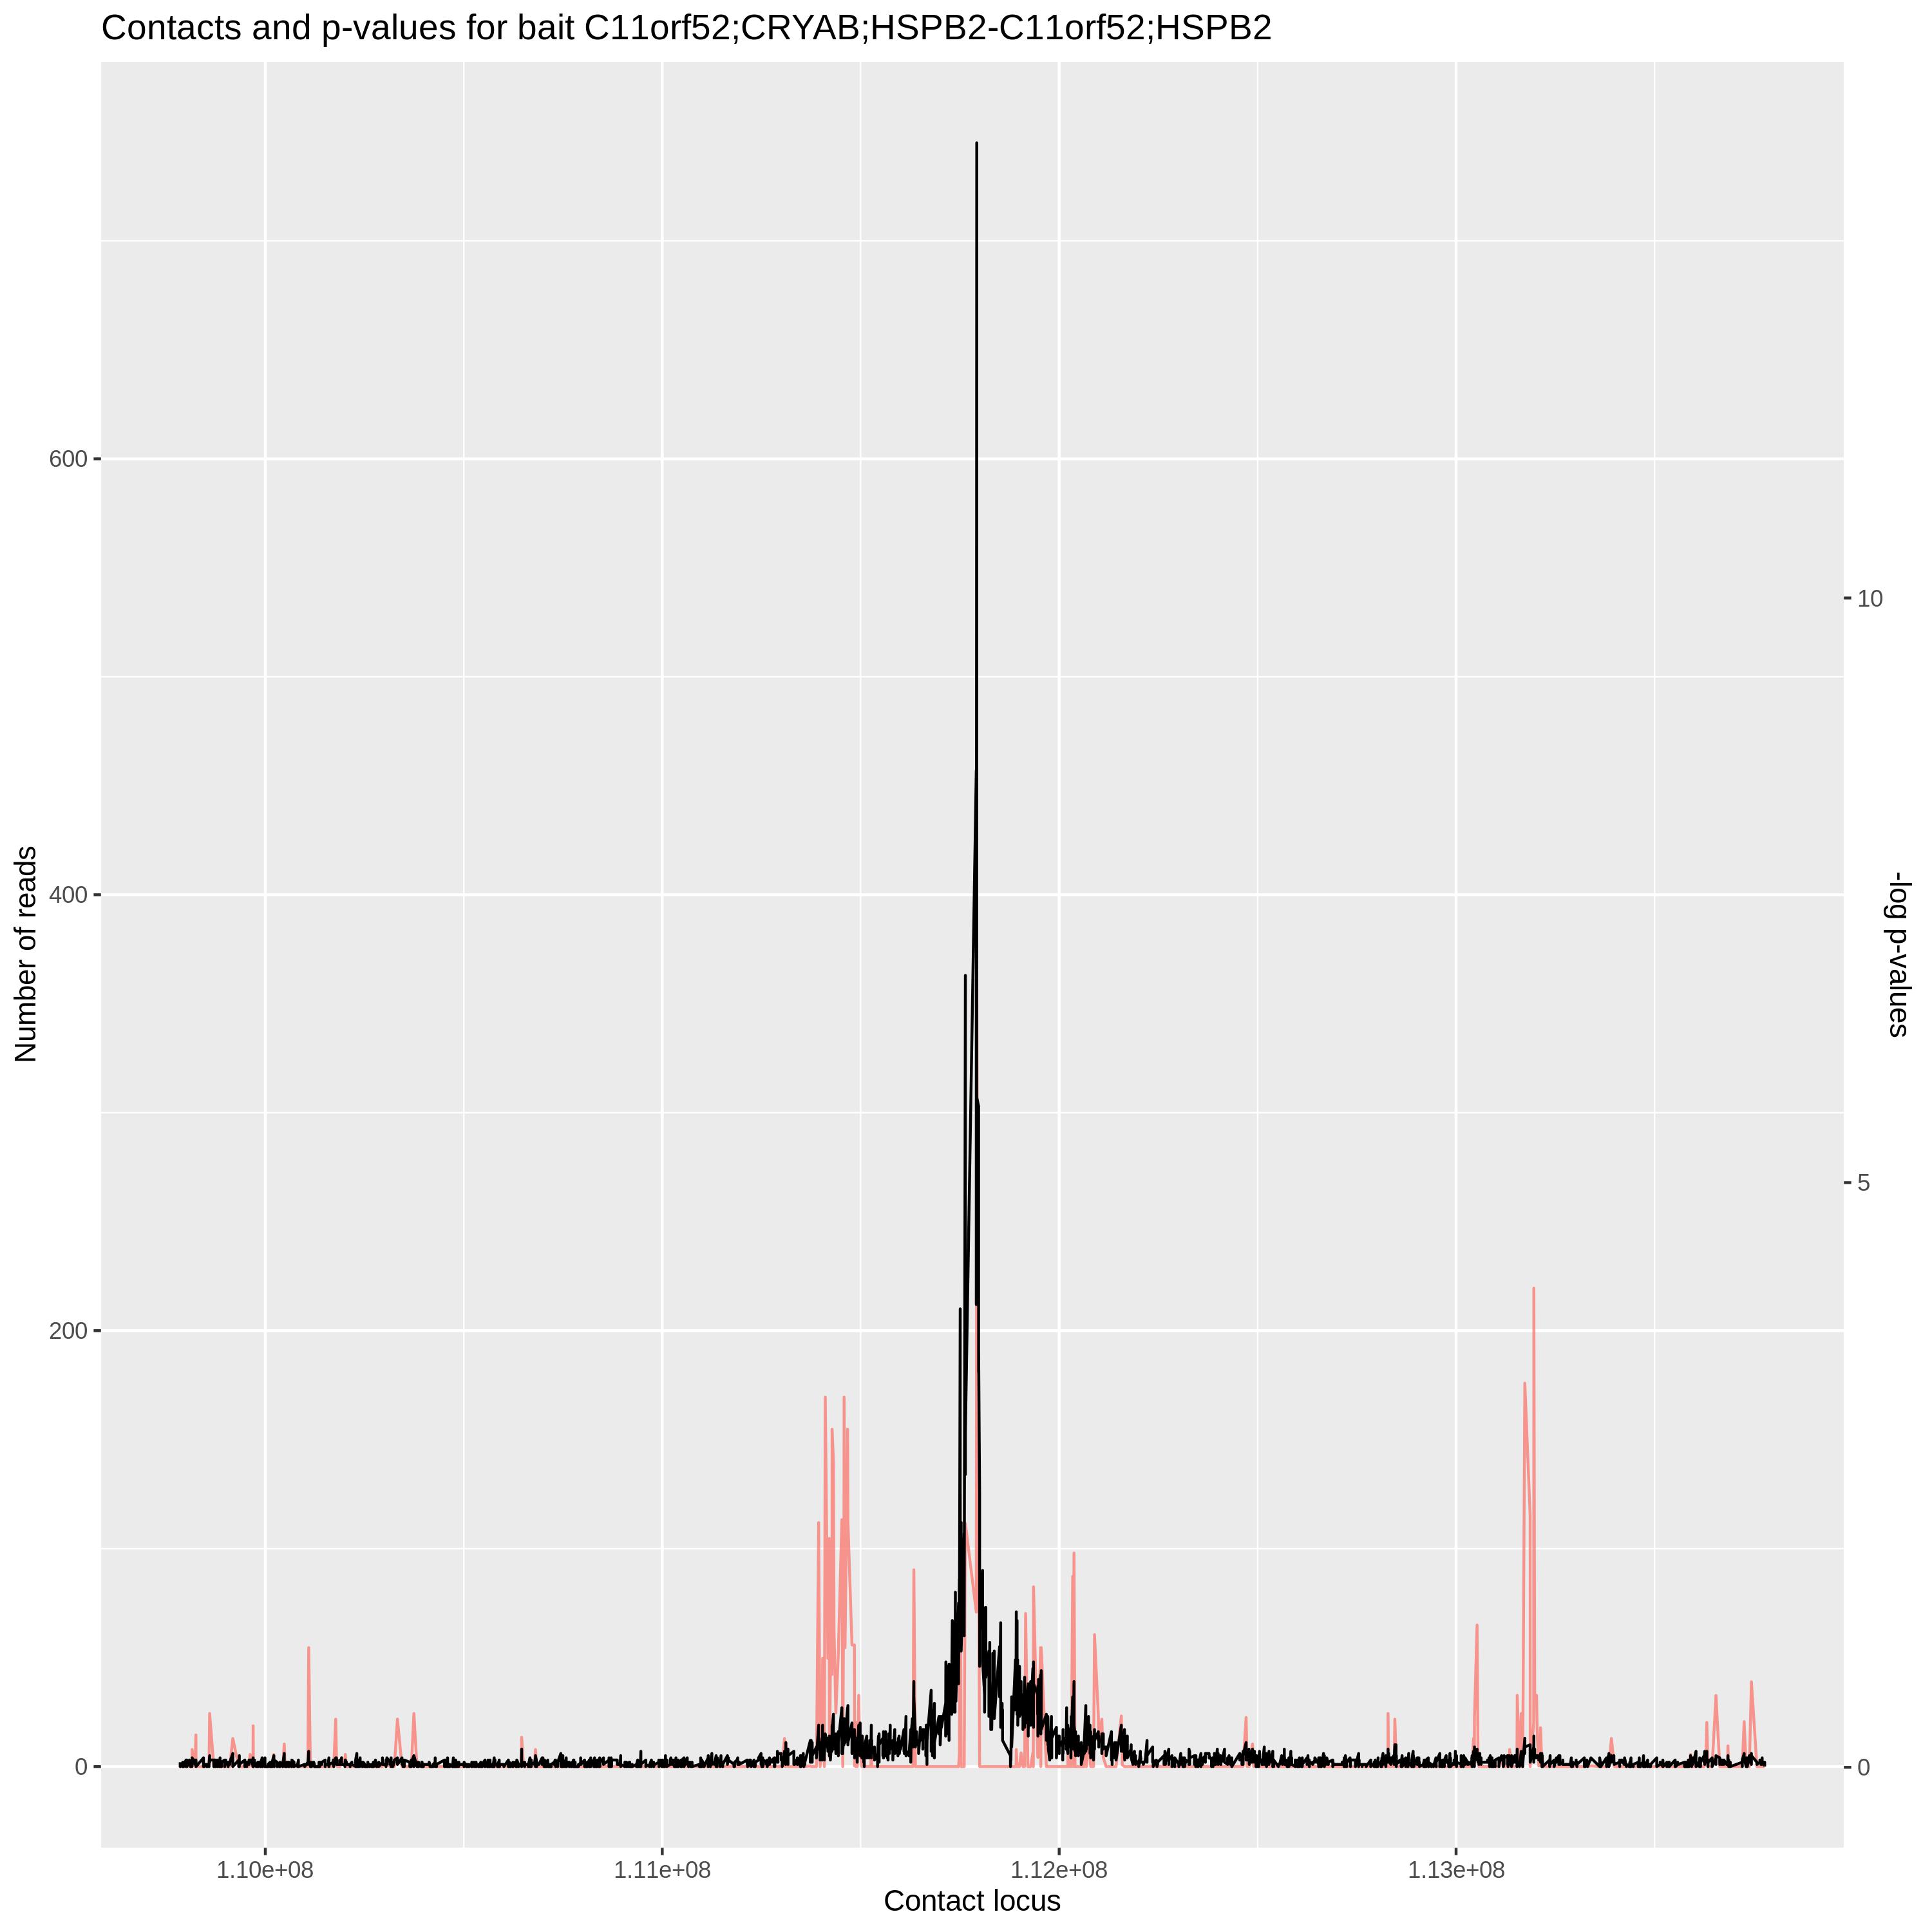 Contacts and p-values for bait C11orf52;CRYAB;HSPB2-C11orf52;HSPB2
Number of reads
600
400
200
0
10
5
0
-log p-values
1.10e+08
1.11e+08
1.12e+08
1.13e+08
Contact locus